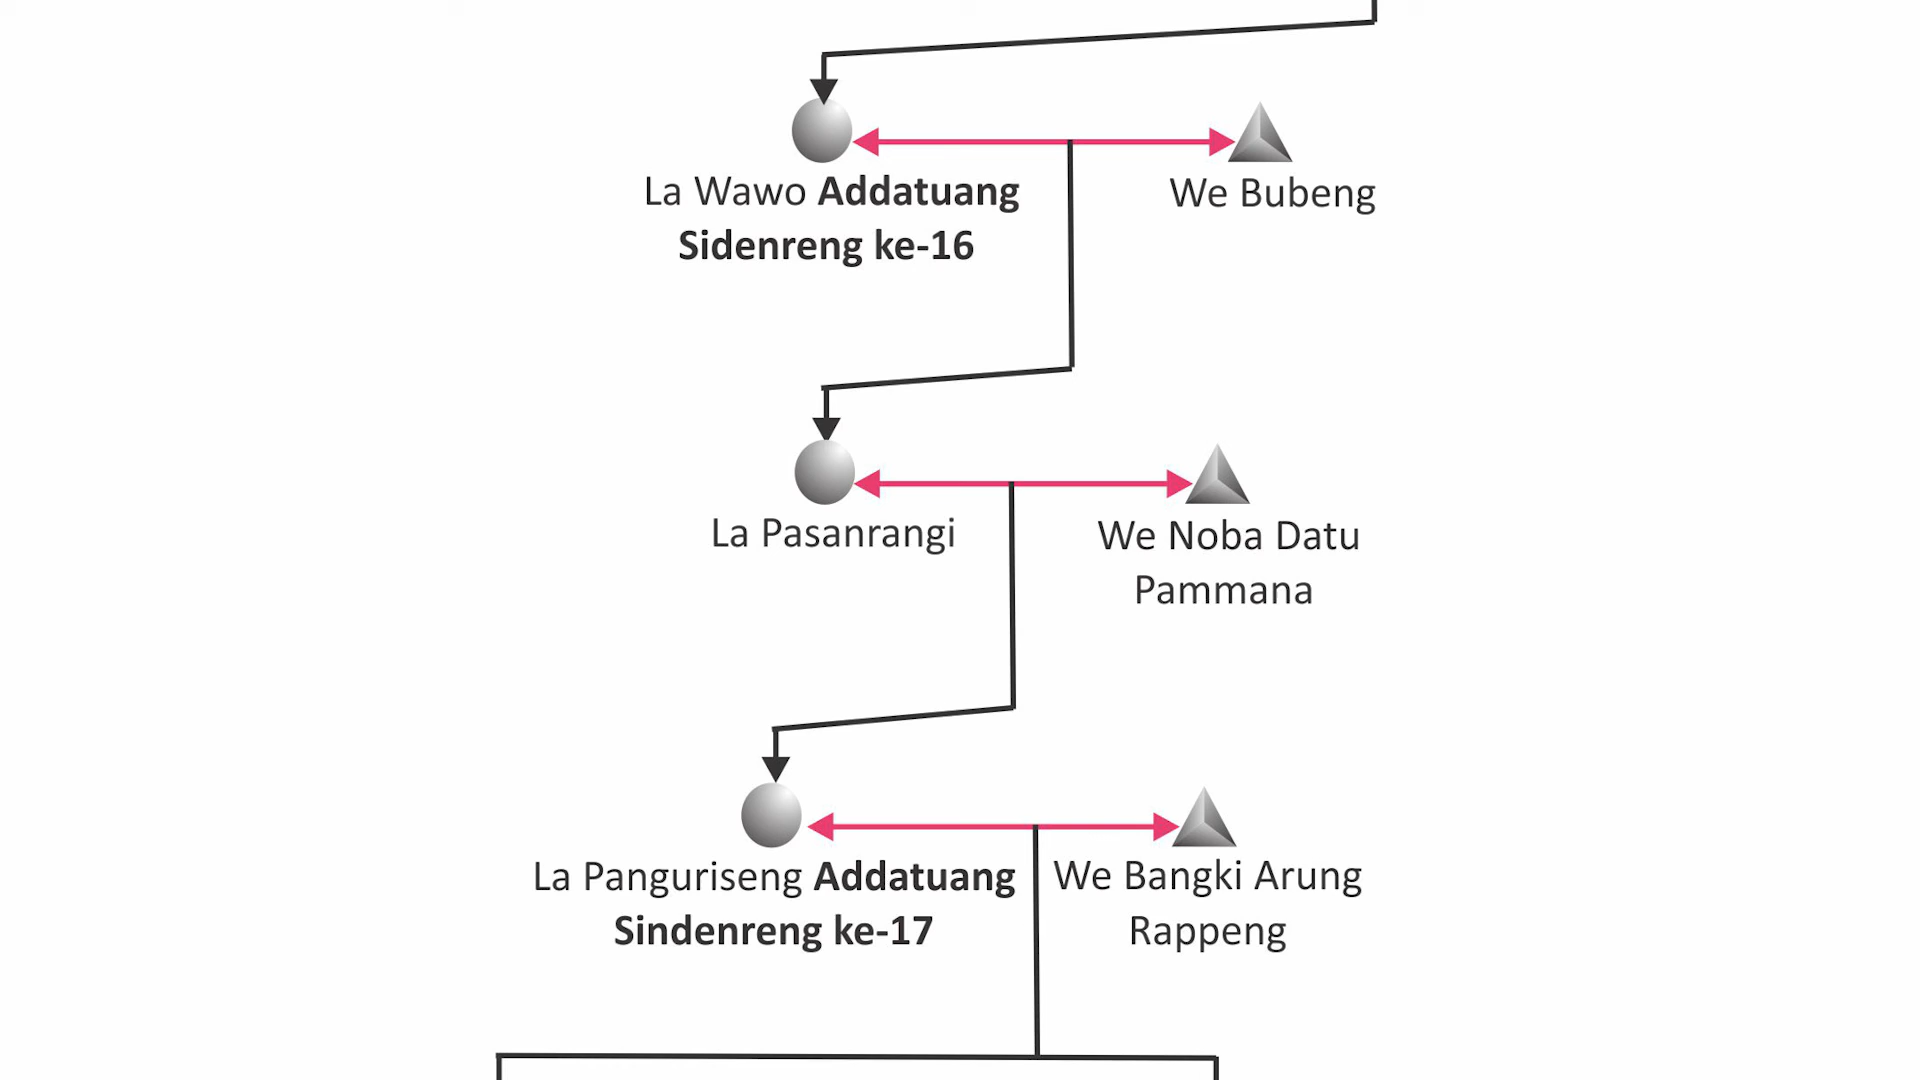 La Wawo Addatuang
Sidenreng ke-16
We Bubeng
La Pasanrangi
We Noba Datu
Pammana
La Panguriseng Addatuang
Sindenreng ke-17
We Bangki Arung
Rappeng